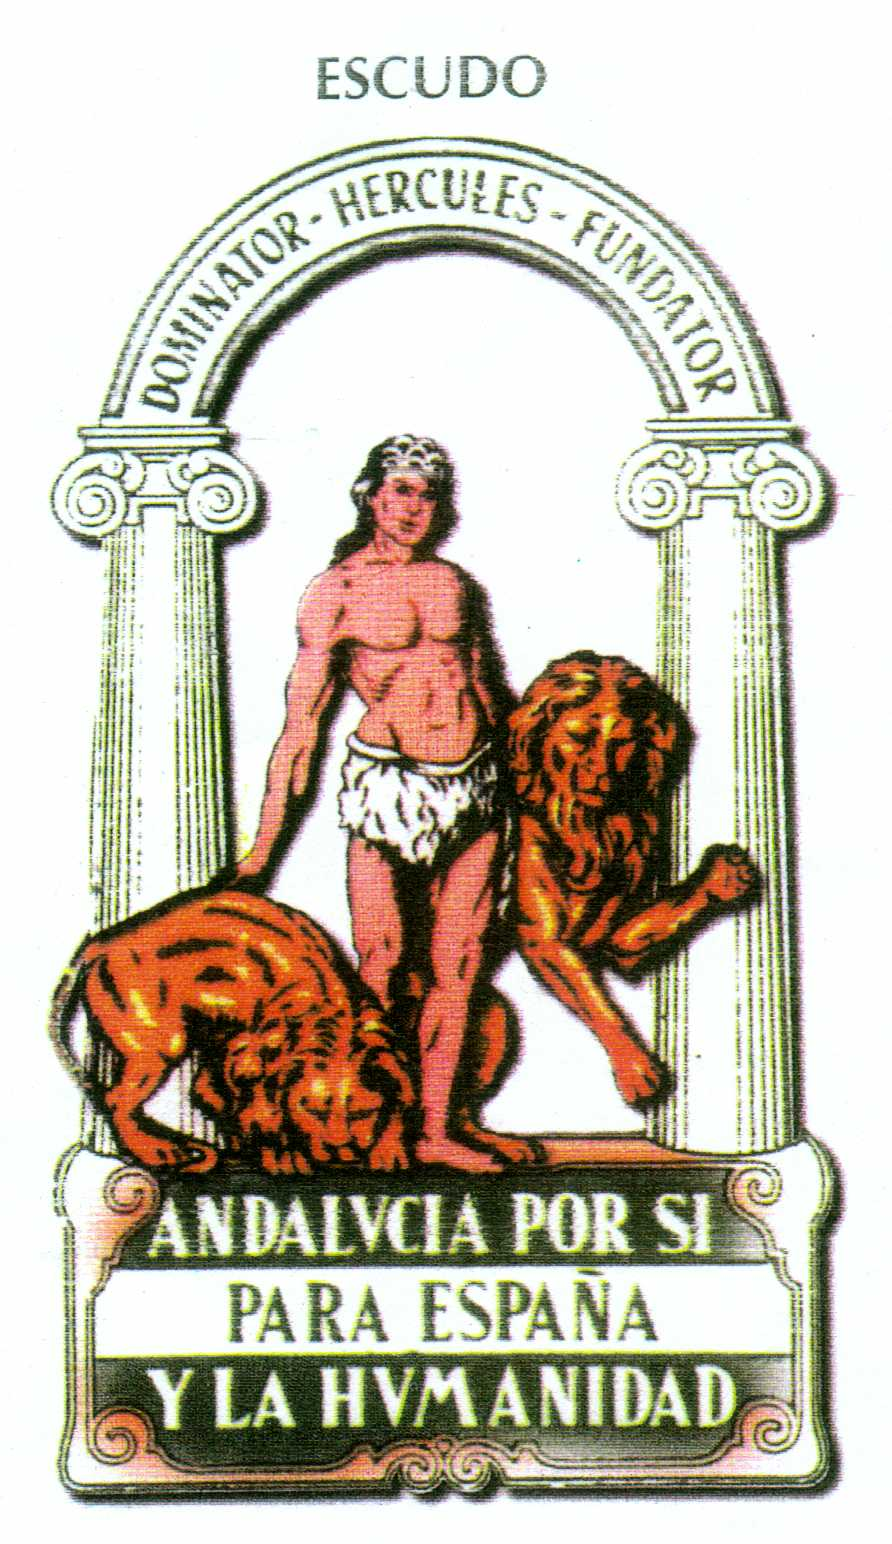 ESCUDO
DOMINATOR - HERCULES - FUNDATOR
ANDALVCIA POR SI
PARA ESPAÑA
Y LA HVMANIDAD